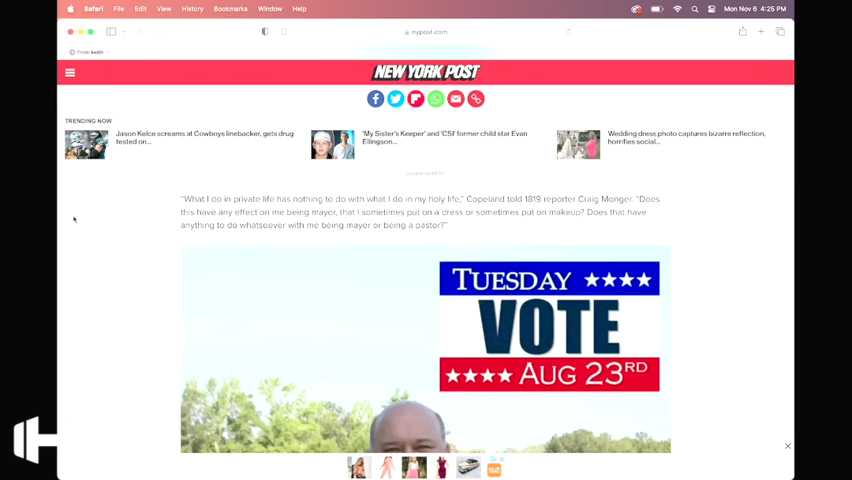 Safari File Edit View History Bookmarks Window Help Mon Nov 6 4:25 PM
nypost.com
From keith
NEW YORK POST
TRENDING NOW
Jason Kelce screams at Cowboys linebacker, gets drug
tested on...
'My Sister's Keeper' and 'CSI' former child star Evan
Ellingson...
Wedding dress photo captures bizarre reflection,
horrifies social...
ADVERTISEMENT
“What I do in private life has nothing to do with what I do in my holy life,” Copeland told 1819 reporter Craig Monger. “Does
this have any effect on me being mayor, that I sometimes put on a dress or sometimes put on makeup? Does that have
anything to do whatsoever with me being mayor or being a pastor?”
TUESDAY
VOTE
AUG 23RD